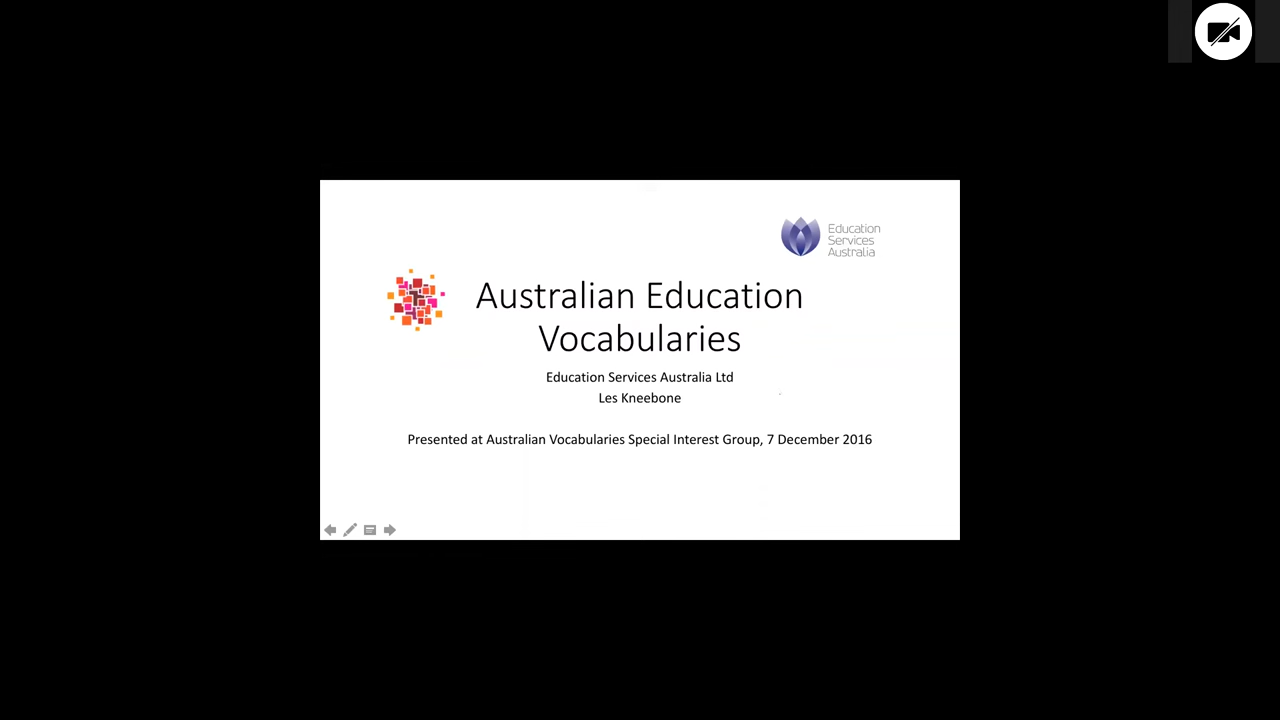 Education
Services
Australia
Australian Education
Vocabularies
Education Services Australia Ltd
Les Kneebone
Presented at Australian Vocabularies Special Interest Group, 7 December 2016